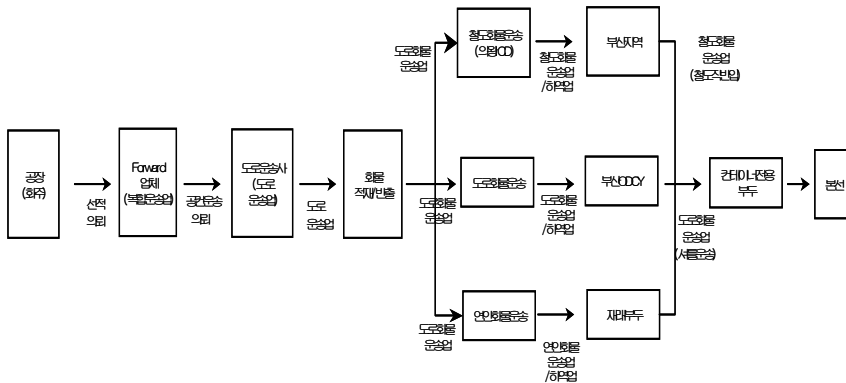 공장
(화주)
선적
의뢰
Forward
업체
(복합운송업)
공컨운송
의뢰
도로운송사
(도로
운송업)
도로
운송업
화물
적재/반출
도로화물
운송업
철도화물운송
(의왕ICD)
철도화물
운송업
/하역업
부산지역
철도화물
운송업
(철도직반입)
도로화물
운송업
도로화물운송
도로화물
운송업
/하역업
부산ODCY
도로화물
운송업
(셔틀운송)
컨테이너전용
부두
본선
도로화물
운송업
연안화물운송
연안화물
운송업
/하역업
재래부두